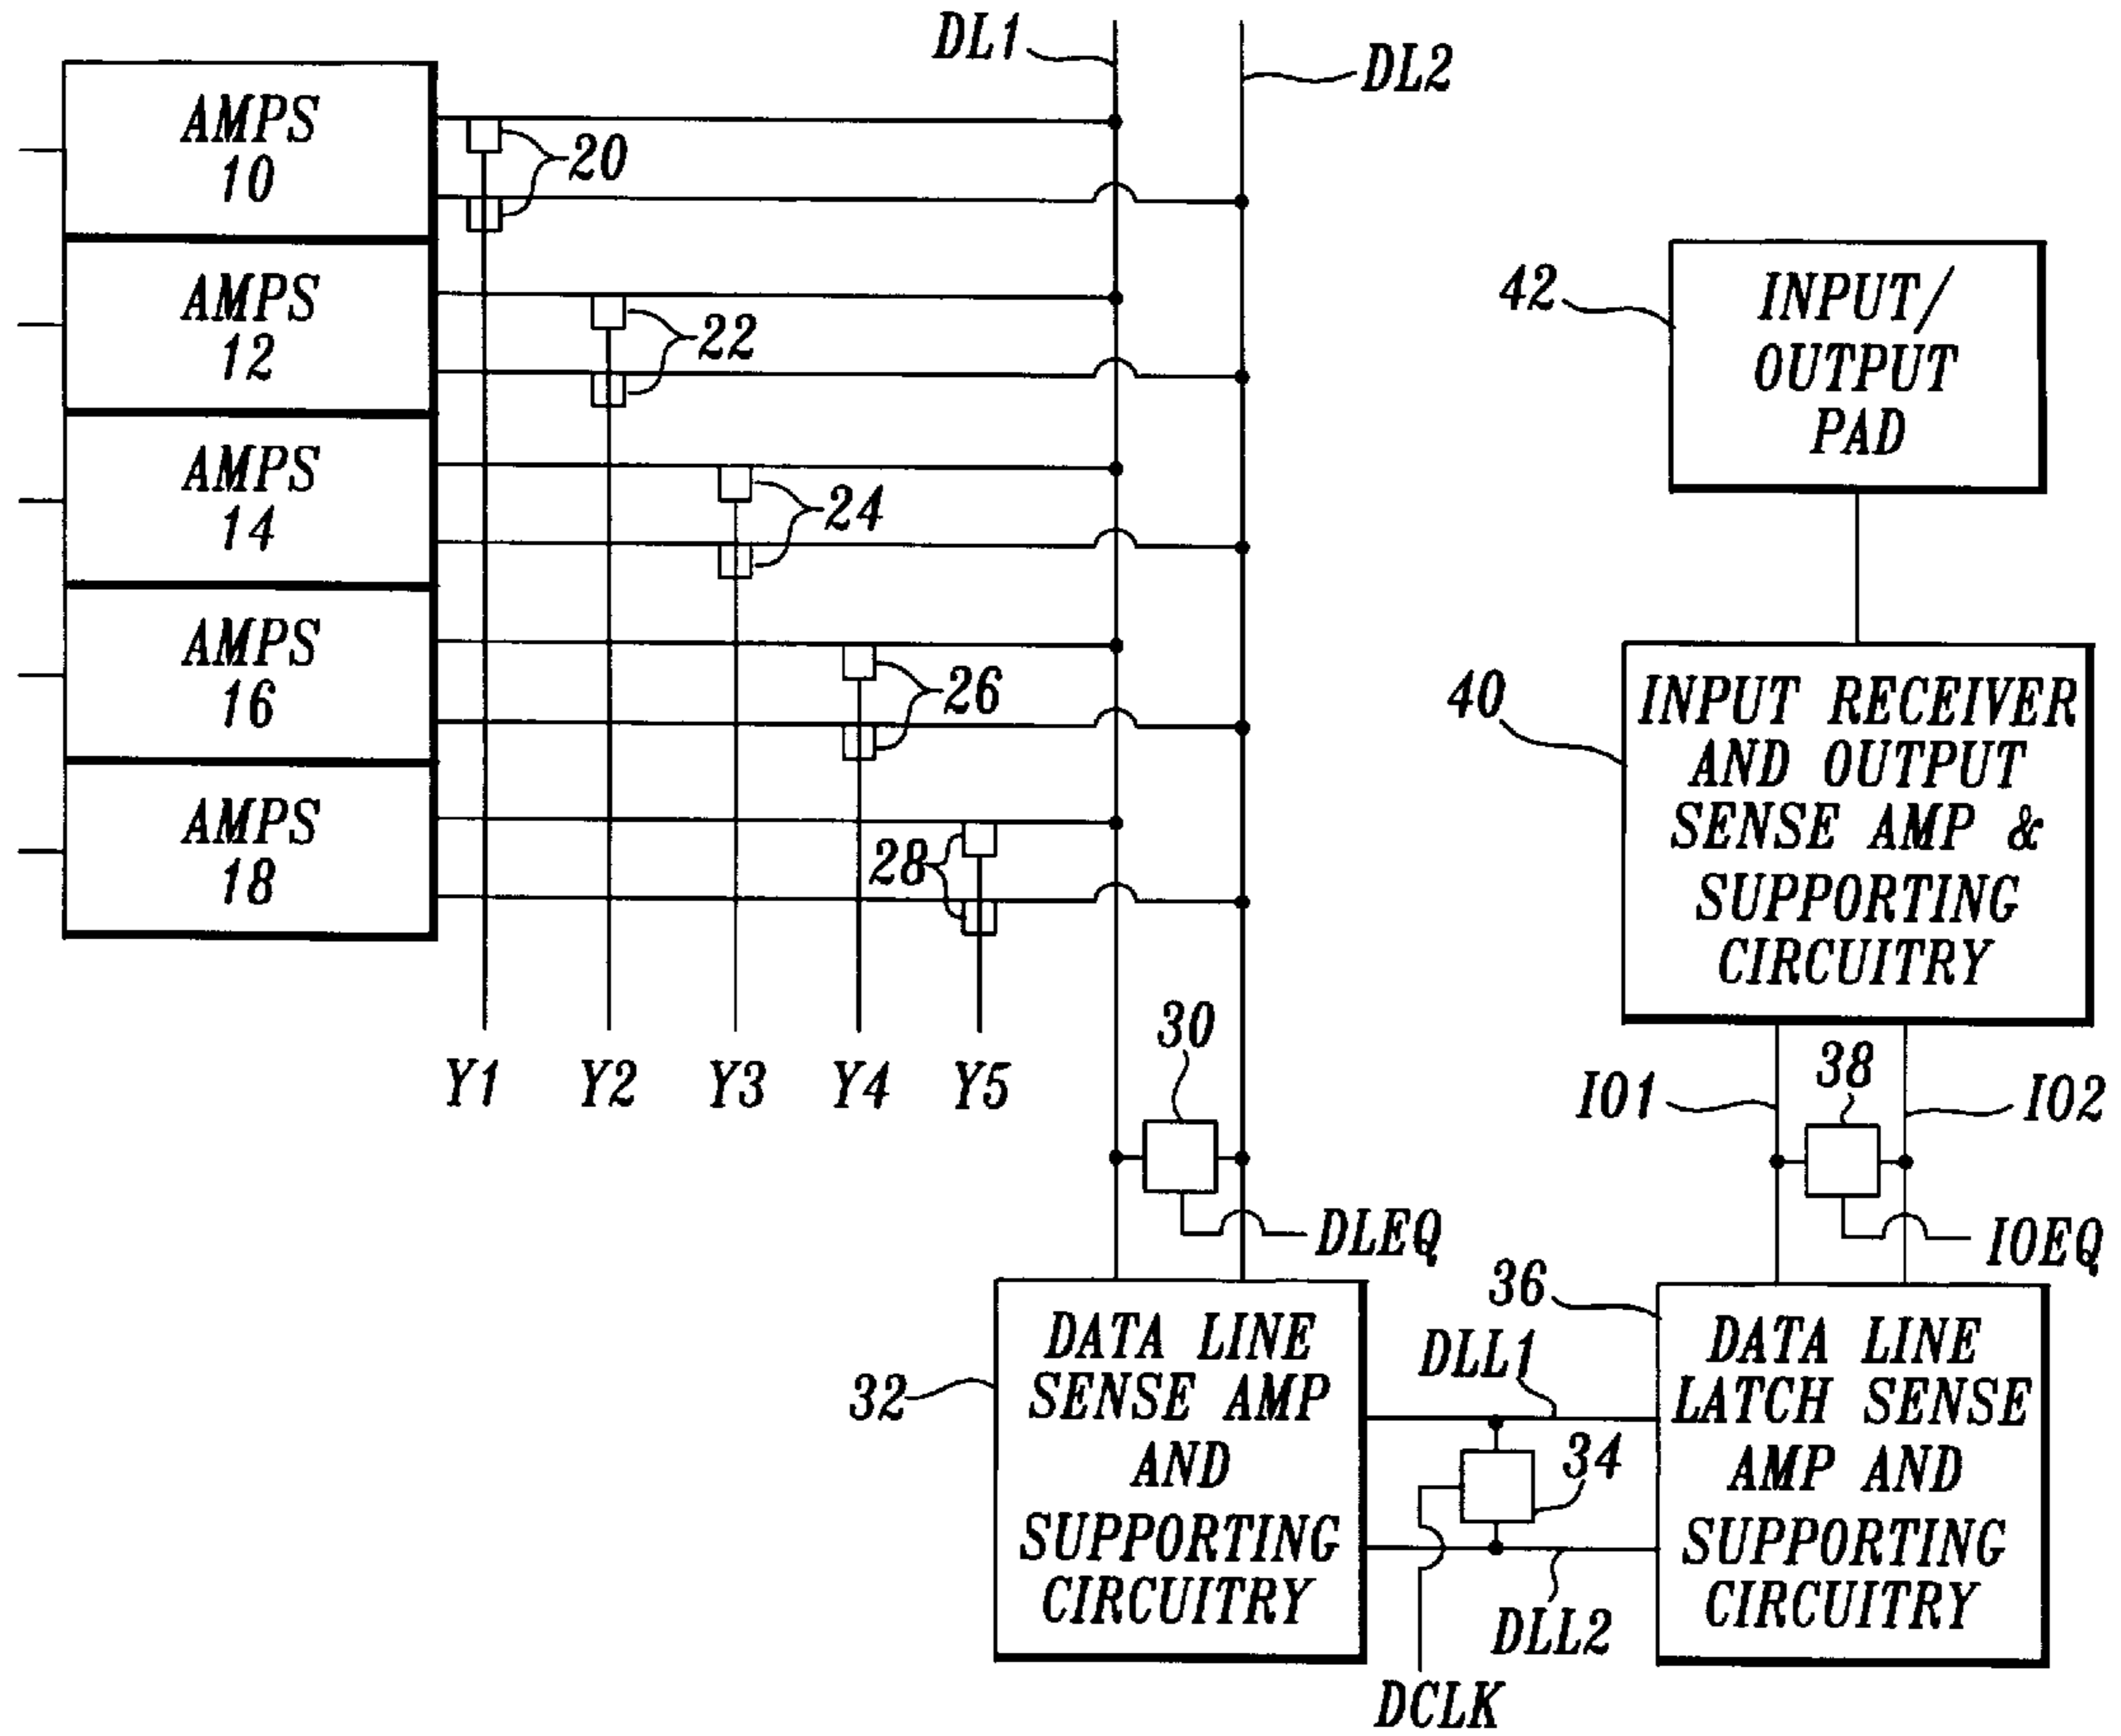 DL1
DL2
AMPS
10
20
AMPS
12
22
AMPS
14
24
AMPS
16
26
AMPS
18
28
Y1
Y2
Y3
Y4
Y5
30
DLEQ
32
DATA LINE
SENSE AMP
AND
SUPPORTING
CIRCUITRY
DLL1
34
DLL2
DCLK
36
DATA LINE
LATCH SENSE
AMP AND
SUPPORTING
CIRCUITRY
IO1
38
IO2
IOEQ
40
INPUT RECEIVER
AND OUTPUT
SENSE AMP &
SUPPORTING
CIRCUITRY
42
INPUT/
OUTPUT
PAD